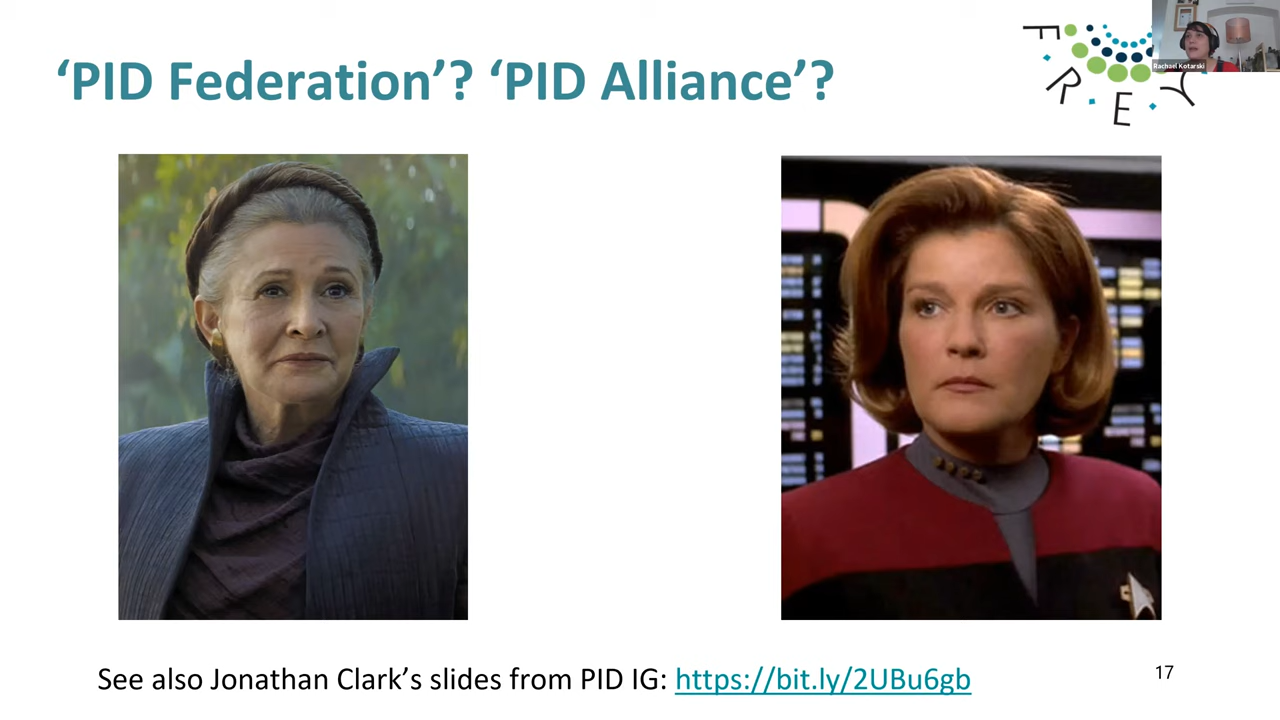 ‘PID Federation’? ‘PID Alliance’?
FREY
Rachael Kotarski
See also Jonathan Clark’s slides from PID IG: https://bit.ly/2UBu6gb
17